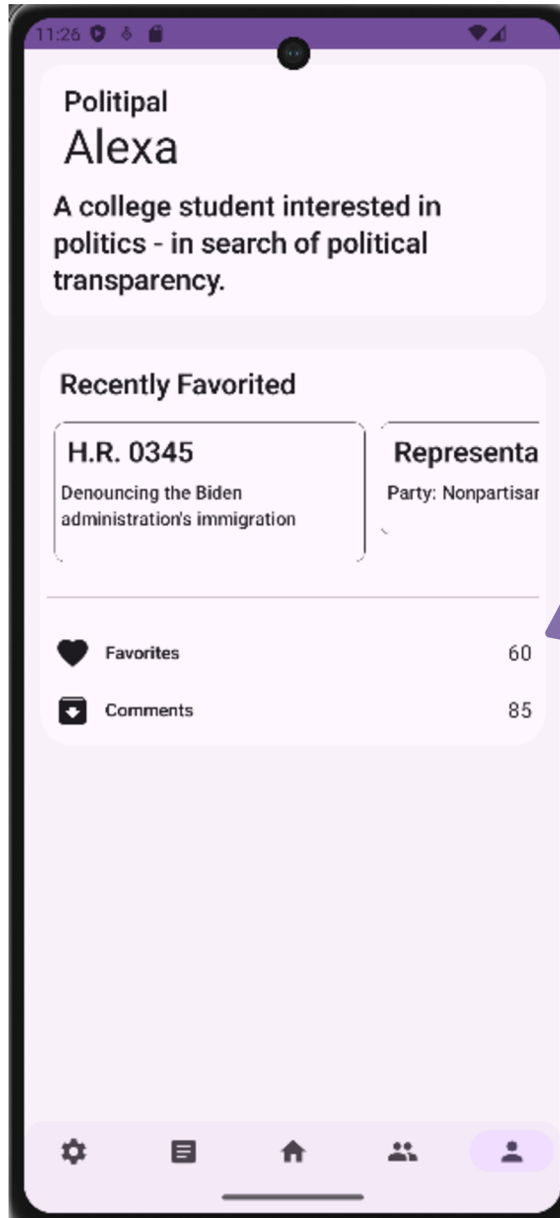 11:26
Politipal
Alexa
A college student interested in
politics - in search of political
transparency.
Recently Favorited
H.R. 0345
Denouncing the Biden
administration's immigration
Representa
Party: Nonpartisan
Favorites
60
Comments
85